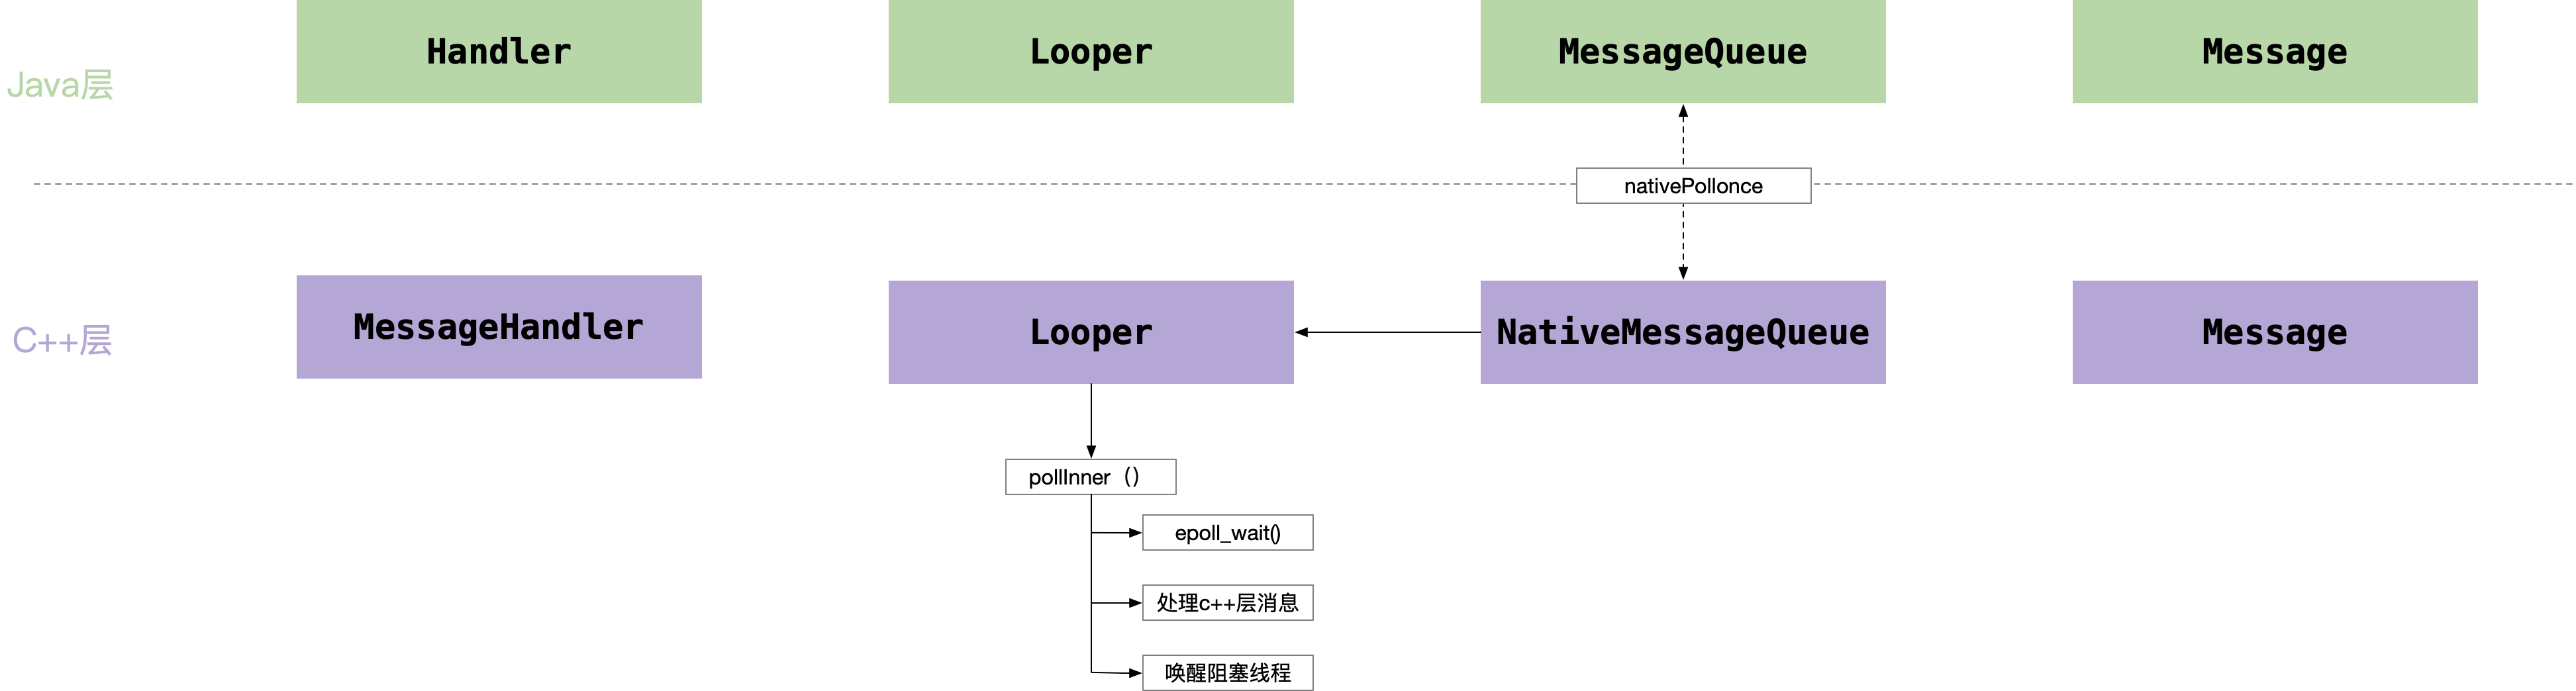 Java层
Handler
Looper
MessageQueue
Message
nativePollonce
C++层
MessageHandler
Looper
NativeMessageQueue
Message
pollInner（）
epoll_wait()
处理c++层消息
唤醒阻塞线程